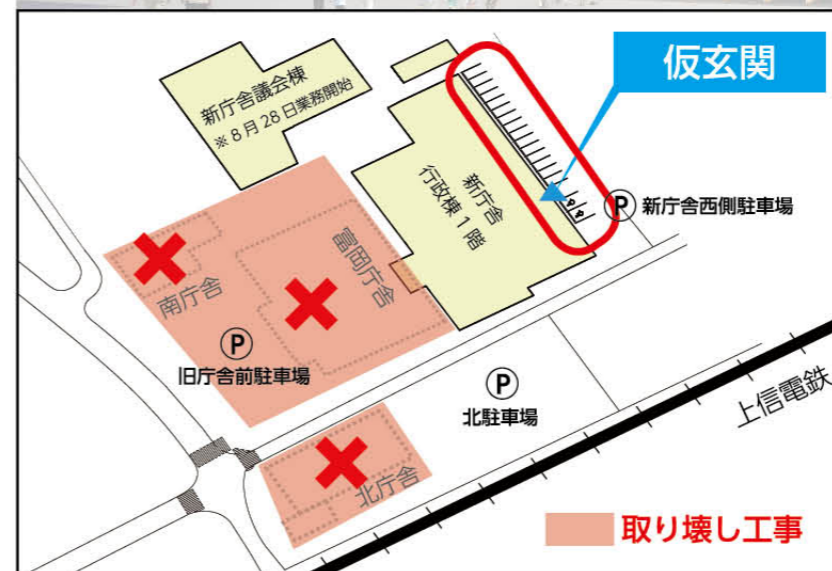 仮玄関
新庁舎議会棟
※8月28日業務開始
新庁舎
行政棟1階
P 新庁舎西側駐車場
南庁舎
富岡庁舎
P
旧庁舎前駐車場
P
北駐車場
上信電鉄
北庁舎
取り壊し工事